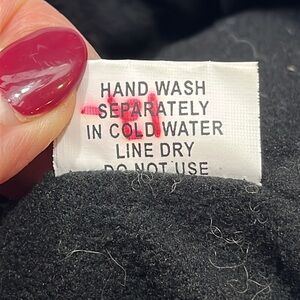 HAND WASH
SEPARATELY
IN COLD WATER
LINE DRY
DO NOT USE